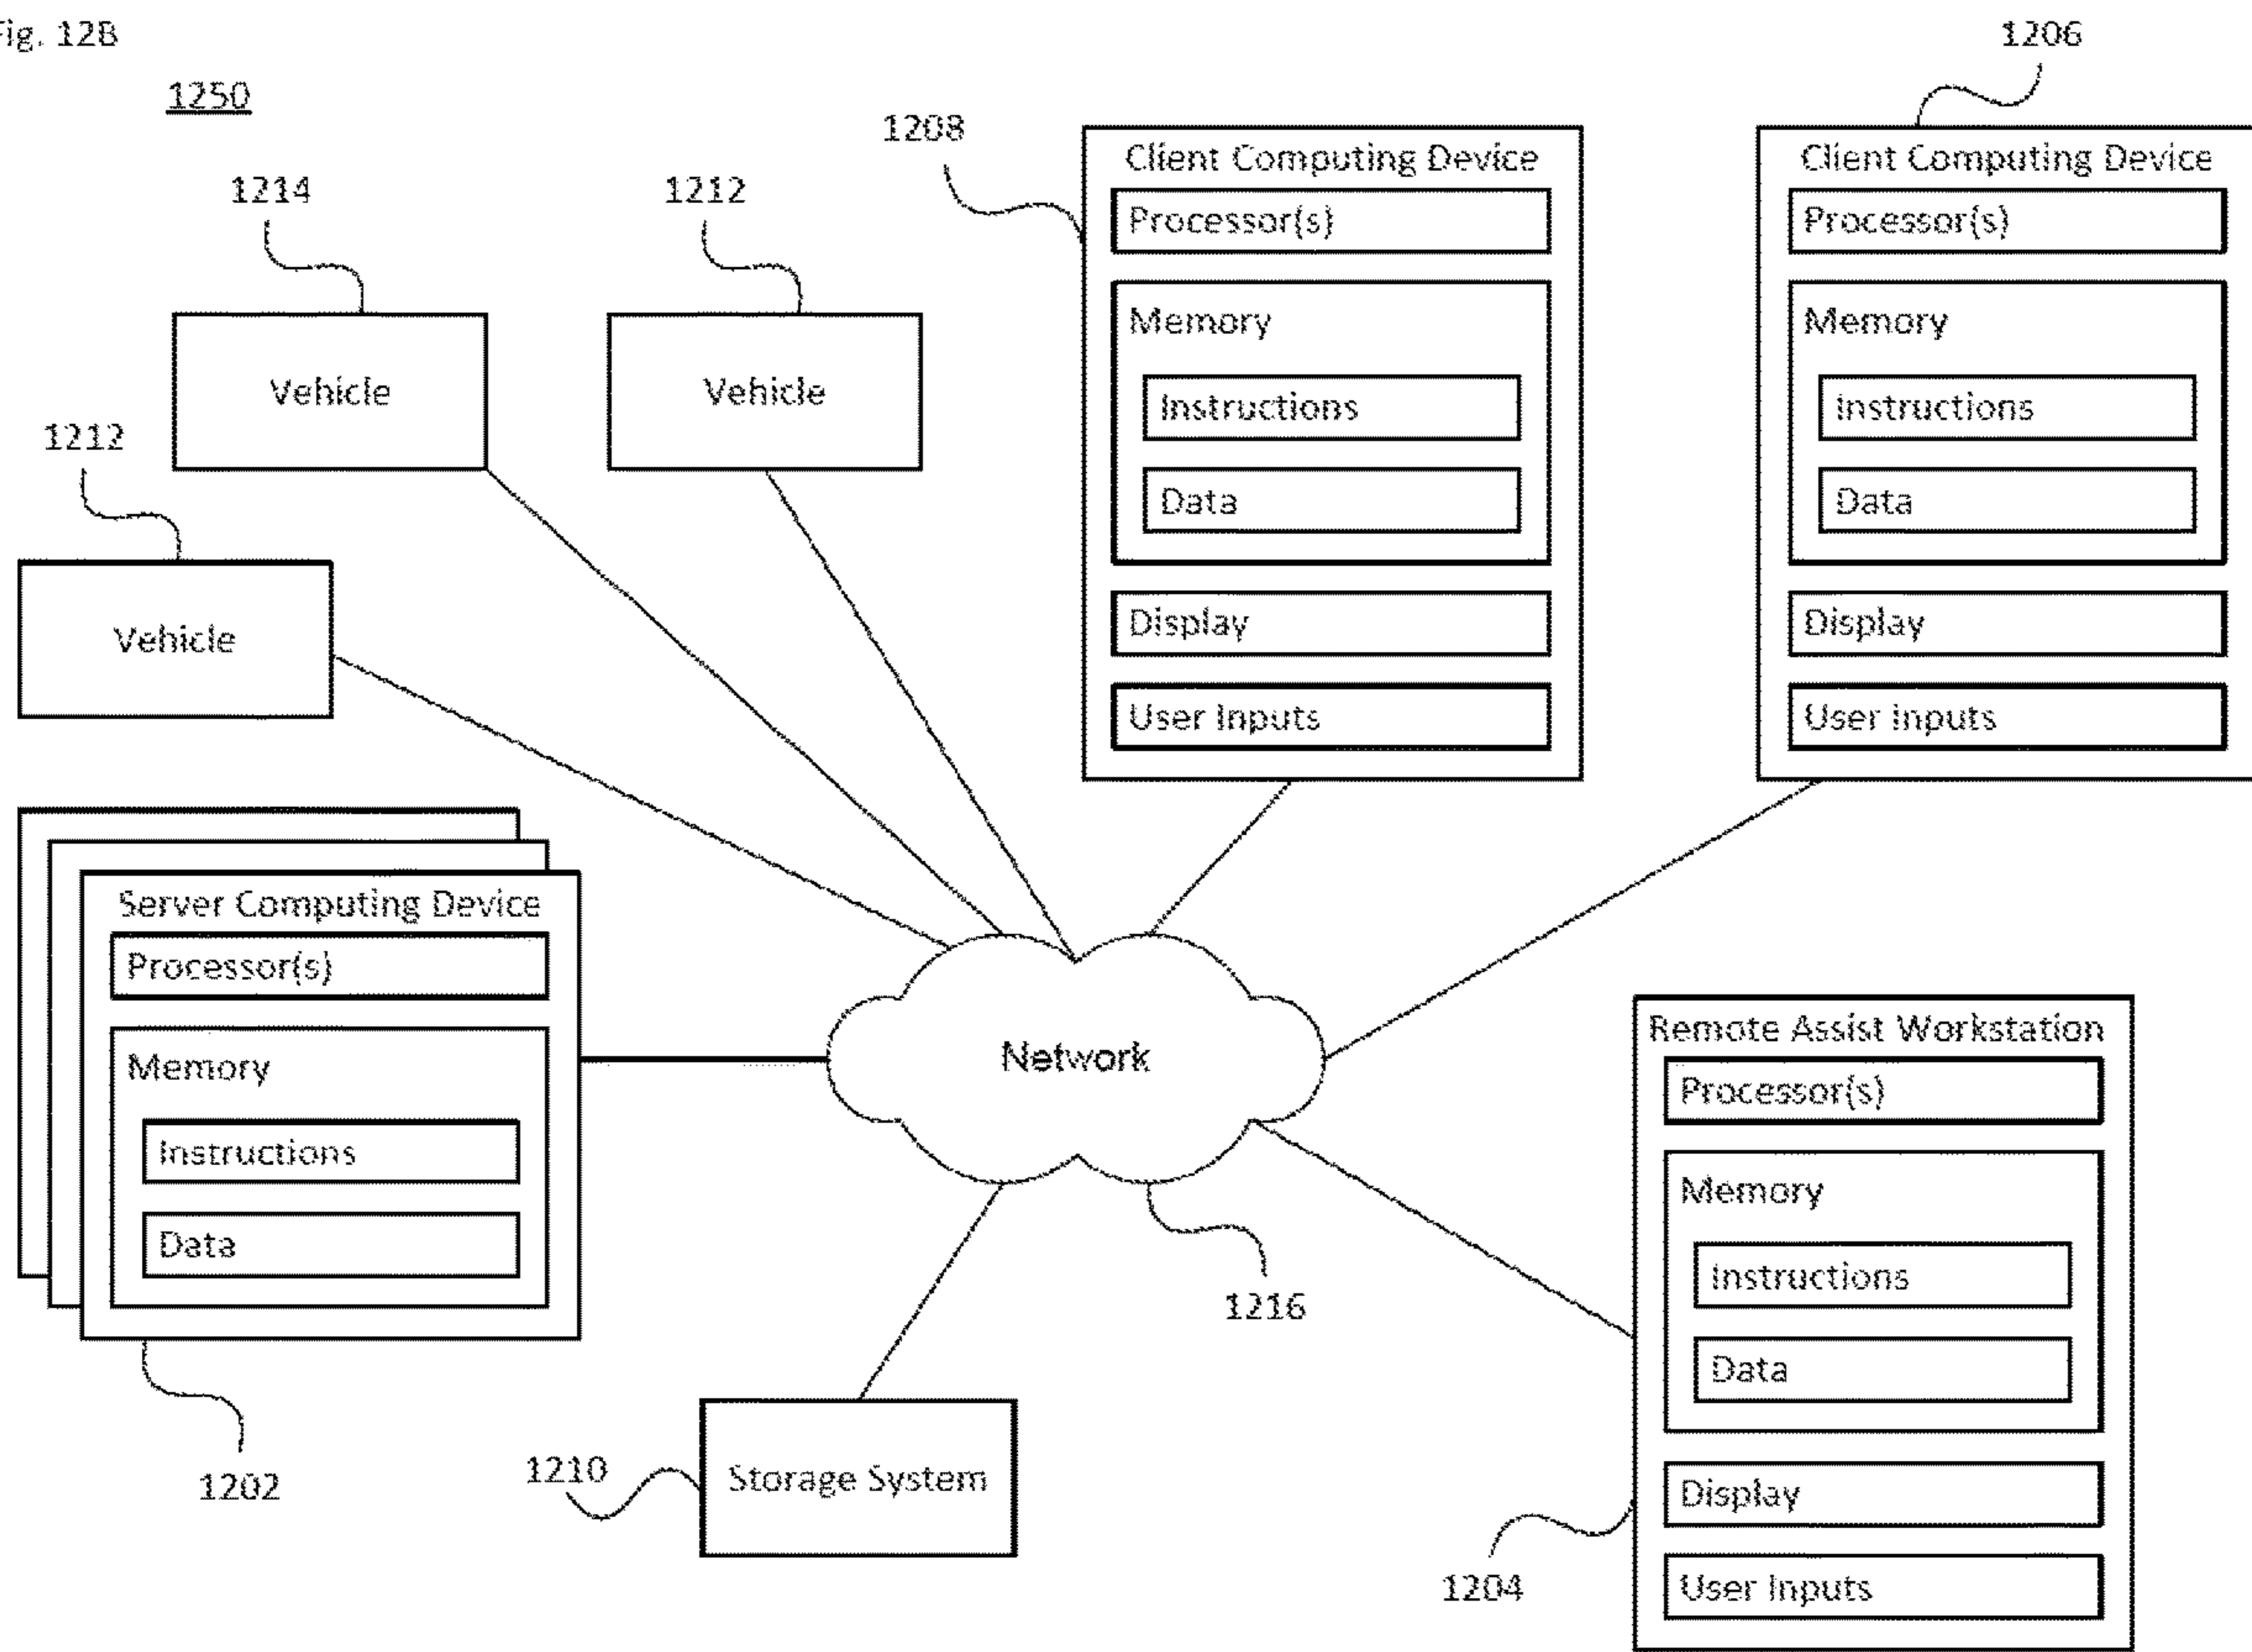 Fig. 12B
1250
1206
1208
1214
1212
1212
Client Computing Device
Processor(s)
Memory
Instructions
Data
Display
User Inputs
Client Computing Device
Processor(s)
Memory
Instructions
Data
Display
User Inputs
Vehicle
Vehicle
Vehicle
Server Computing Device
Processor(s)
Memory
Instructions
Data
1202
Network
1216
Storage System
1210
Remote Assist Workstation
Processor(s)
Memory
Instructions
Data
Display
User Inputs
1204